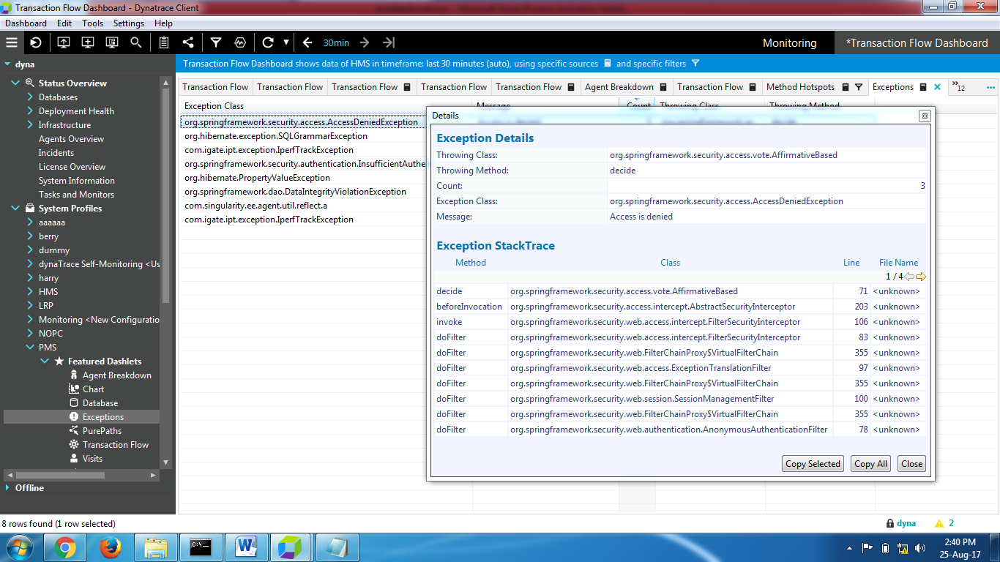 Transaction Flow Dashboard - Dynatrace Client
Dashboard Edit Tools Settings Help
30min
Monitoring
*Transaction Flow Dashboard
dyna
Transaction Flow Dashboard shows data of HMS in timeframe: last 30 minutes (auto), using specific sources and specific filters
Transaction Flow Transaction Flow Transaction Flow Transaction Flow Transaction Flow Agent Breakdown Transaction Flow Method Hotspots Exceptions »12
Status Overview
Databases
Deployment Health
Infrastructure
Agents Overview
Incidents
License Overview
System Information
Tasks and Monitors
System Profiles
aaaaaa
berry
dummy
dynaTrace Self-Monitoring <Us
harry
HMS
LRP
Monitoring <New Configuratio
NOPC
PMS
Featured Dashlets
Agent Breakdown
Chart
Database
Exceptions
PurePaths
Transaction Flow
Visits
Offline
Exception Class Message Count Throwing Class Throwing Method
org.springframework.security.access.AccessDeniedException
org.hibernate.exception.SQLGrammarException
com.igate.ipt.exception.IperfTrackException
org.springframework.security.authentication.InsufficientAuthe
org.hibernate.PropertyValueException
org.springframework.dao.DataIntegrityViolationException
com.singularity.ee.agent.util.reflect.a
com.igate.ipt.exception.IperfTrackException
Details
Exception Details
Throwing Class: org.springframework.security.access.vote.AffirmativeBased
Throwing Method: decide
Count: 3
Exception Class: org.springframework.security.access.AccessDeniedException
Message: Access is denied
Exception StackTrace
Method Class Line File Name
1 / 4
decide org.springframework.security.access.vote.AffirmativeBased 71 <unknown>
beforeInvocation org.springframework.security.access.intercept.AbstractSecurityInterceptor 203 <unknown>
invoke org.springframework.security.web.access.intercept.FilterSecurityInterceptor 106 <unknown>
doFilter org.springframework.security.web.access.intercept.FilterSecurityInterceptor 83 <unknown>
doFilter org.springframework.security.web.FilterChainProxy$VirtualFilterChain 355 <unknown>
doFilter org.springframework.security.web.access.ExceptionTranslationFilter 97 <unknown>
doFilter org.springframework.security.web.FilterChainProxy$VirtualFilterChain 355 <unknown>
doFilter org.springframework.security.web.session.SessionManagementFilter 100 <unknown>
doFilter org.springframework.security.web.FilterChainProxy$VirtualFilterChain 355 <unknown>
doFilter org.springframework.security.web.authentication.AnonymousAuthenticationFilter 78 <unknown>
Copy Selected Copy All Close
8 rows found (1 row selected)
dyna 2
2:40 PM
25-Aug-17